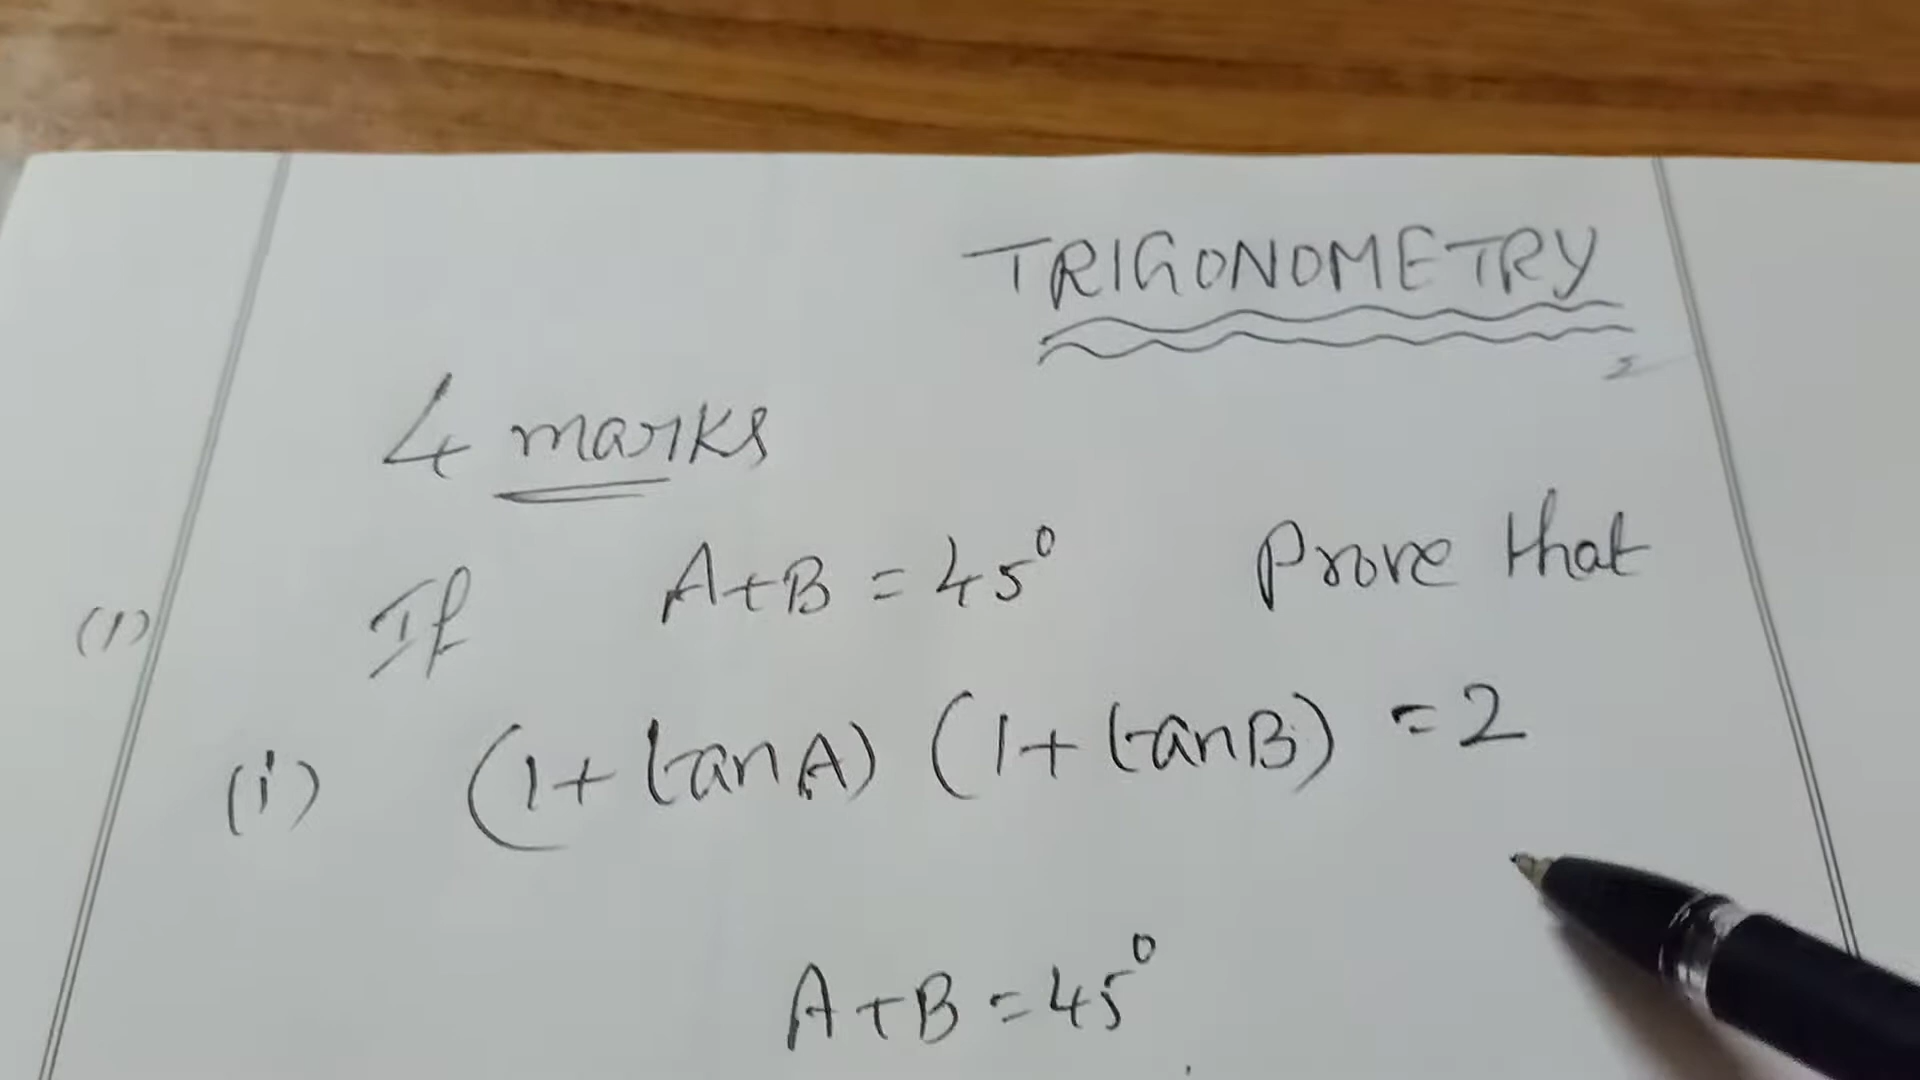 TRIGONOMETRY
4 marks
(1) If A+B = 45° Prove that
(i) (1+ tanA) (1+ tanB) = 2
A+B = 45°